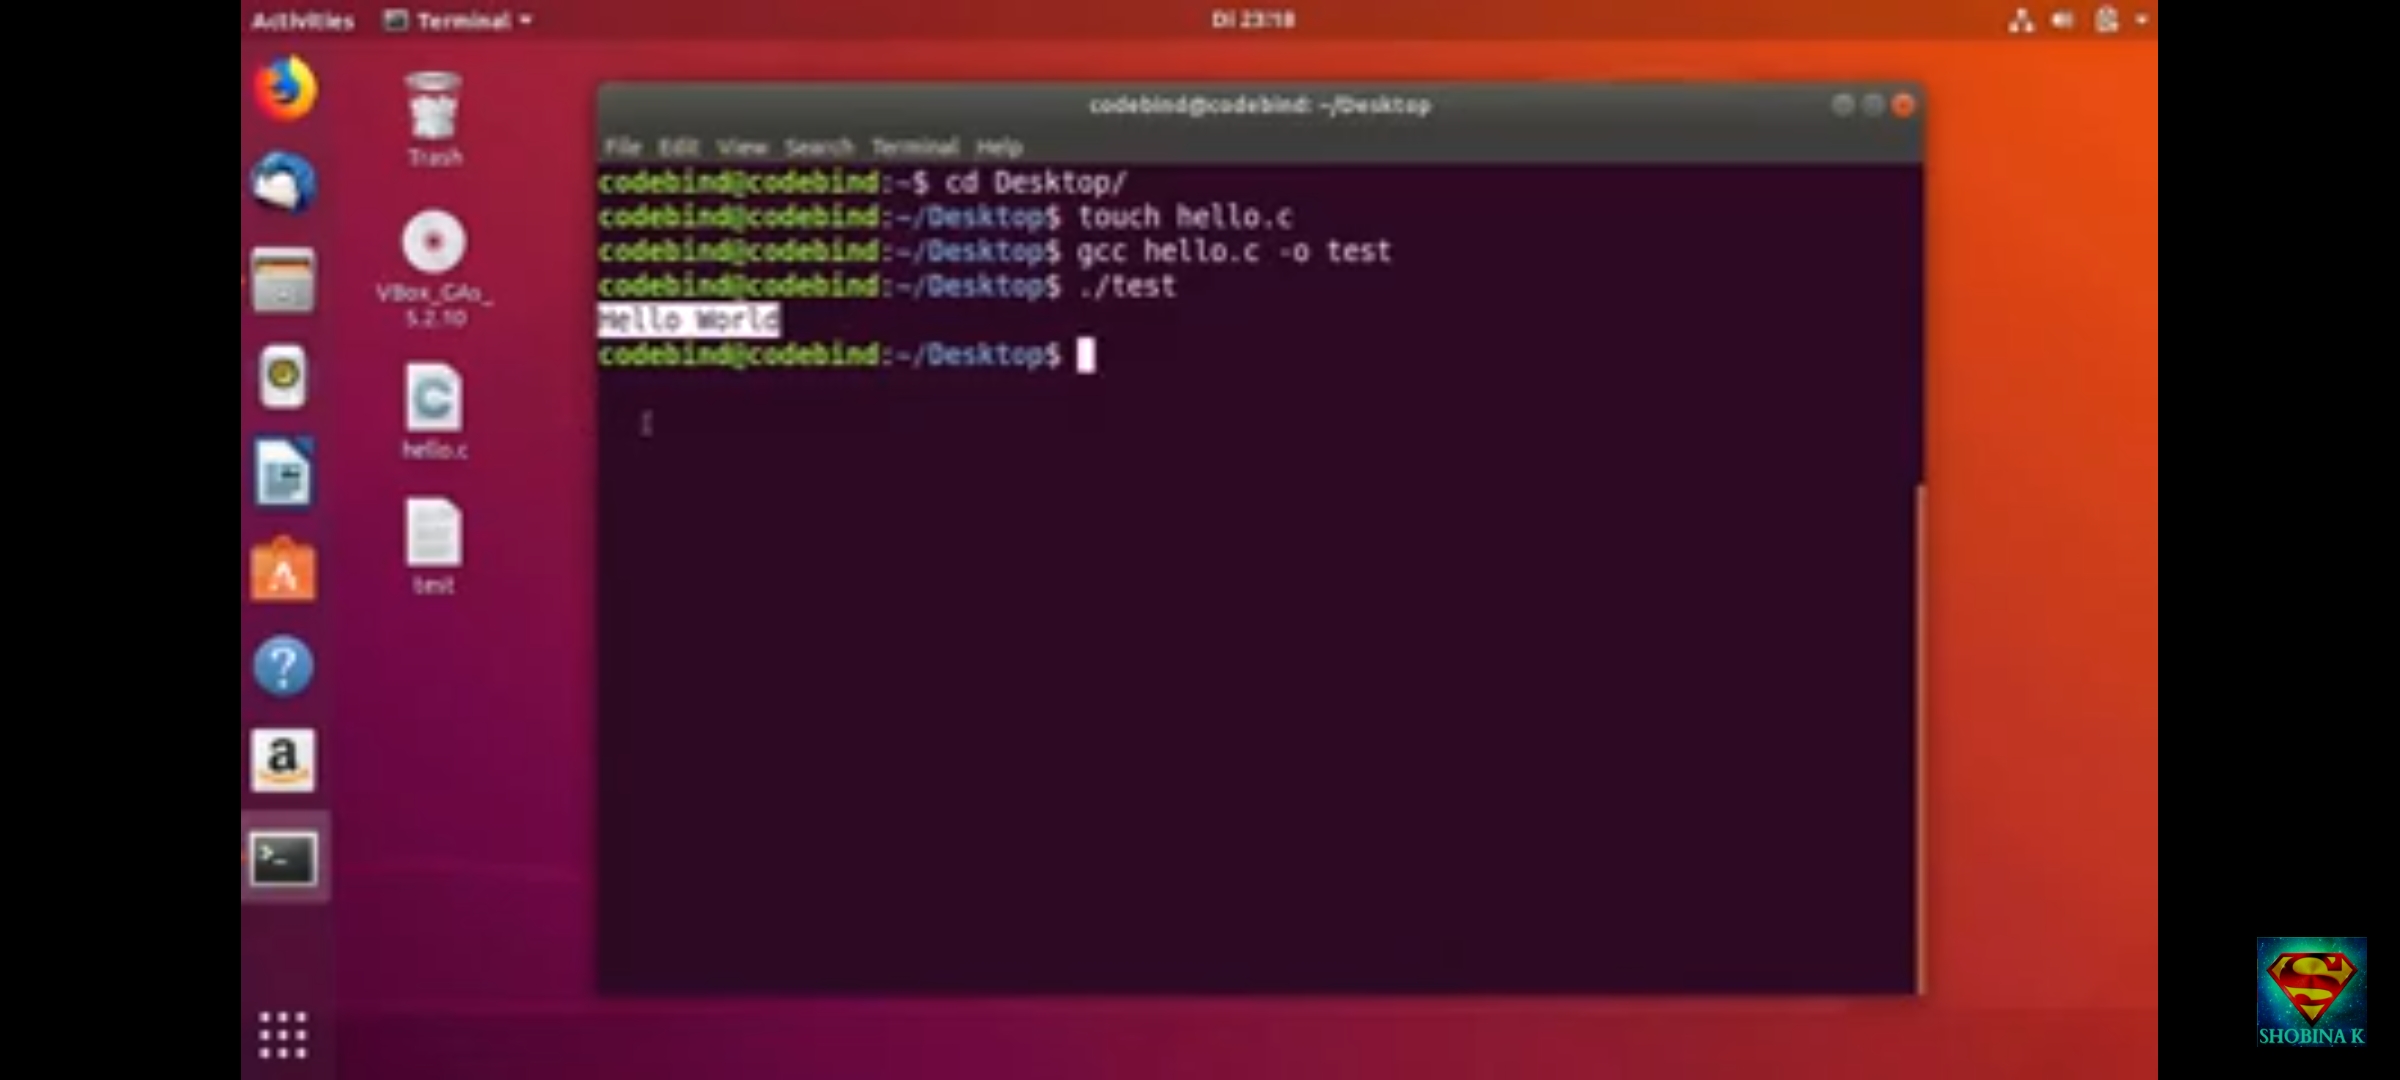 Activities Terminal Di 23:18
Trash
VBox_GAs_
5.2.10
hello.c
test
codebind@codebind: ~/Desktop
File Edit View Search Terminal Help
codebind@codebind:~$ cd Desktop/
codebind@codebind:~/Desktop$ touch hello.c
codebind@codebind:~/Desktop$ gcc hello.c -o test
codebind@codebind:~/Desktop$ ./test
Hello World
codebind@codebind:~/Desktop$
SHOBINA K